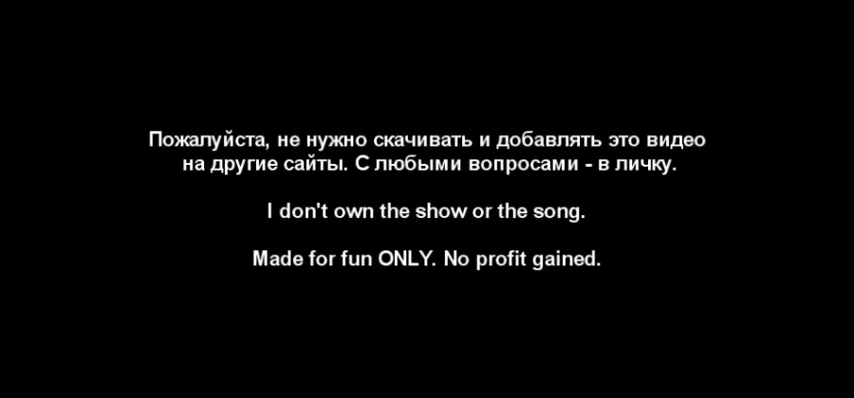 Пожалуйста, не нужно скачивать и добавлять это видео
на другие сайты. С любыми вопросами - в личку.
I don't own the show or the song.
Made for fun ONLY. No profit gained.